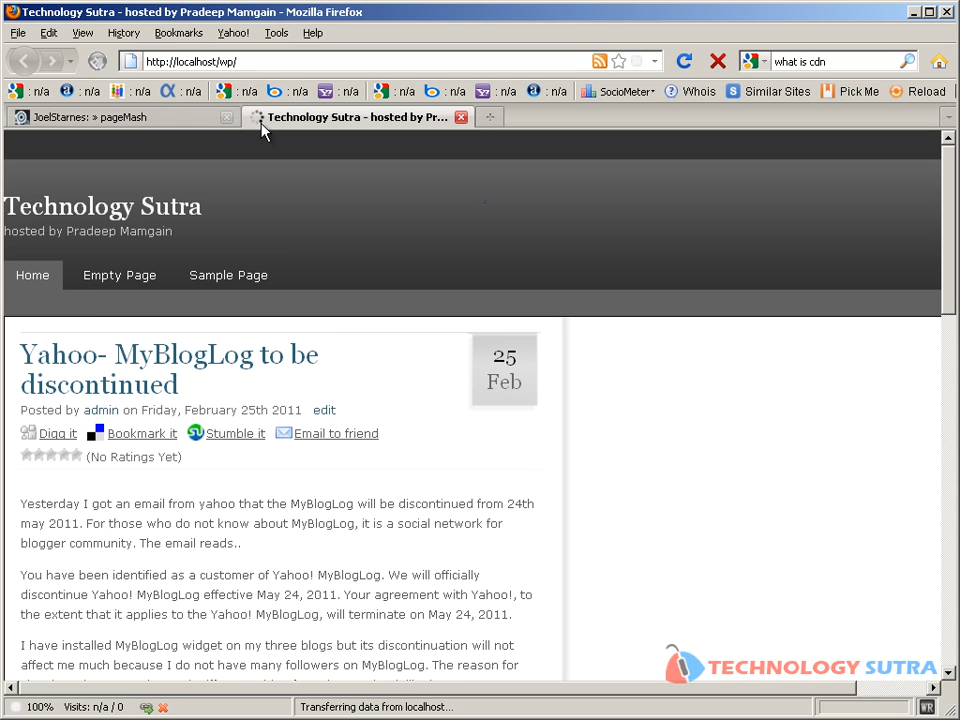 Technology Sutra - hosted by Pradeep Mamgain - Mozilla Firefox
File Edit View History Bookmarks Yahoo! Tools Help
http://localhost/wp/
what is cdn
: n/a : n/a : n/a : n/a : n/a : n/a : n/a : n/a : n/a : n/a : n/a SocioMeter Whois Similar Sites Pick Me Reload
JoelStarnes: » pageMash
Technology Sutra - hosted by Pr...
Technology Sutra
hosted by Pradeep Mamgain
Home Empty Page Sample Page
Yahoo- MyBlogLog to be
discontinued
25
Feb
Posted by admin on Friday, February 25th 2011 edit
Digg it Bookmark it Stumble it Email to friend
(No Ratings Yet)
Yesterday I got an email from yahoo that the MyBlogLog will be discontinued from 24th
may 2011. For those who do not know about MyBlogLog, it is a social network for
blogger community. The email reads..
You have been identified as a customer of Yahoo! MyBlogLog. We will officially
discontinue Yahoo! MyBlogLog effective May 24, 2011. Your agreement with Yahoo!, to
the extent that it applies to the Yahoo! MyBlogLog, will terminate on May 24, 2011.
I have installed MyBlogLog widget on my three blogs but its discontinuation will not
affect me much because I do not have many followers on MyBlogLog. The reason for
TECHNOLOGY SUTRA
100% Visits: n/a / 0 Transferring data from localhost...
WR